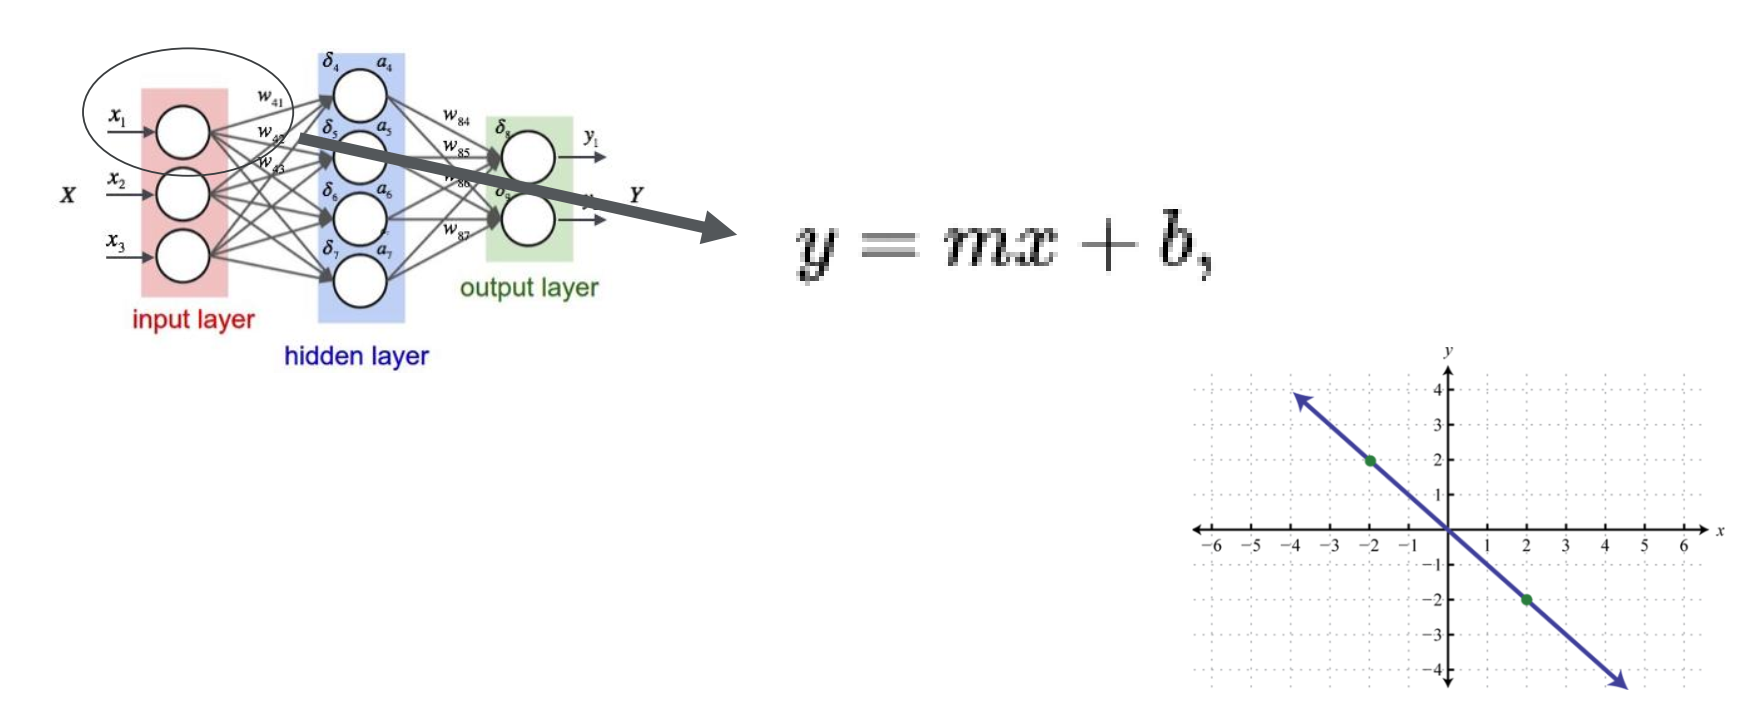 δ₄ a₄
x₁ w₄₁ w₈₄
w₄₂ δ₅ a₅ w₈₅ δ₈ y₁
X x₂ w₄₃ δ₆ a₆ w₈₆ Y
x₃ δ₇ a₇ w₈₇
output layer
input layer
hidden layer
y = mx + b,
y
4
3
2
1
−6 −5 −4 −3 −2 −1 1 2 3 4 5 6 x
−1
−2
−3
−4